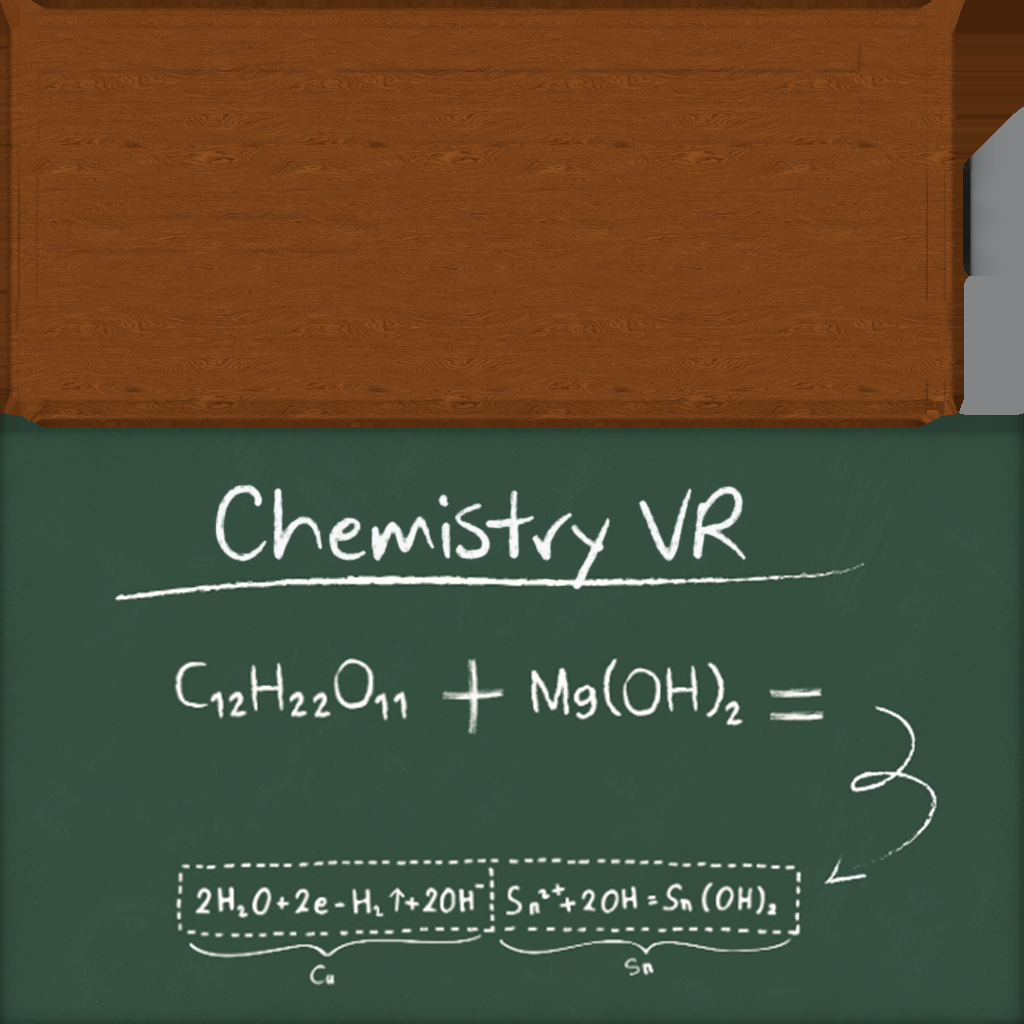 Chemistry VR
C₁₂H₂₂O₁₁ + Mg(OH)₂ =
2H₂O+2e-H₂↑+2OH⁻ Sn²⁺+2OH=Sn(OH)₂
Cu Sn